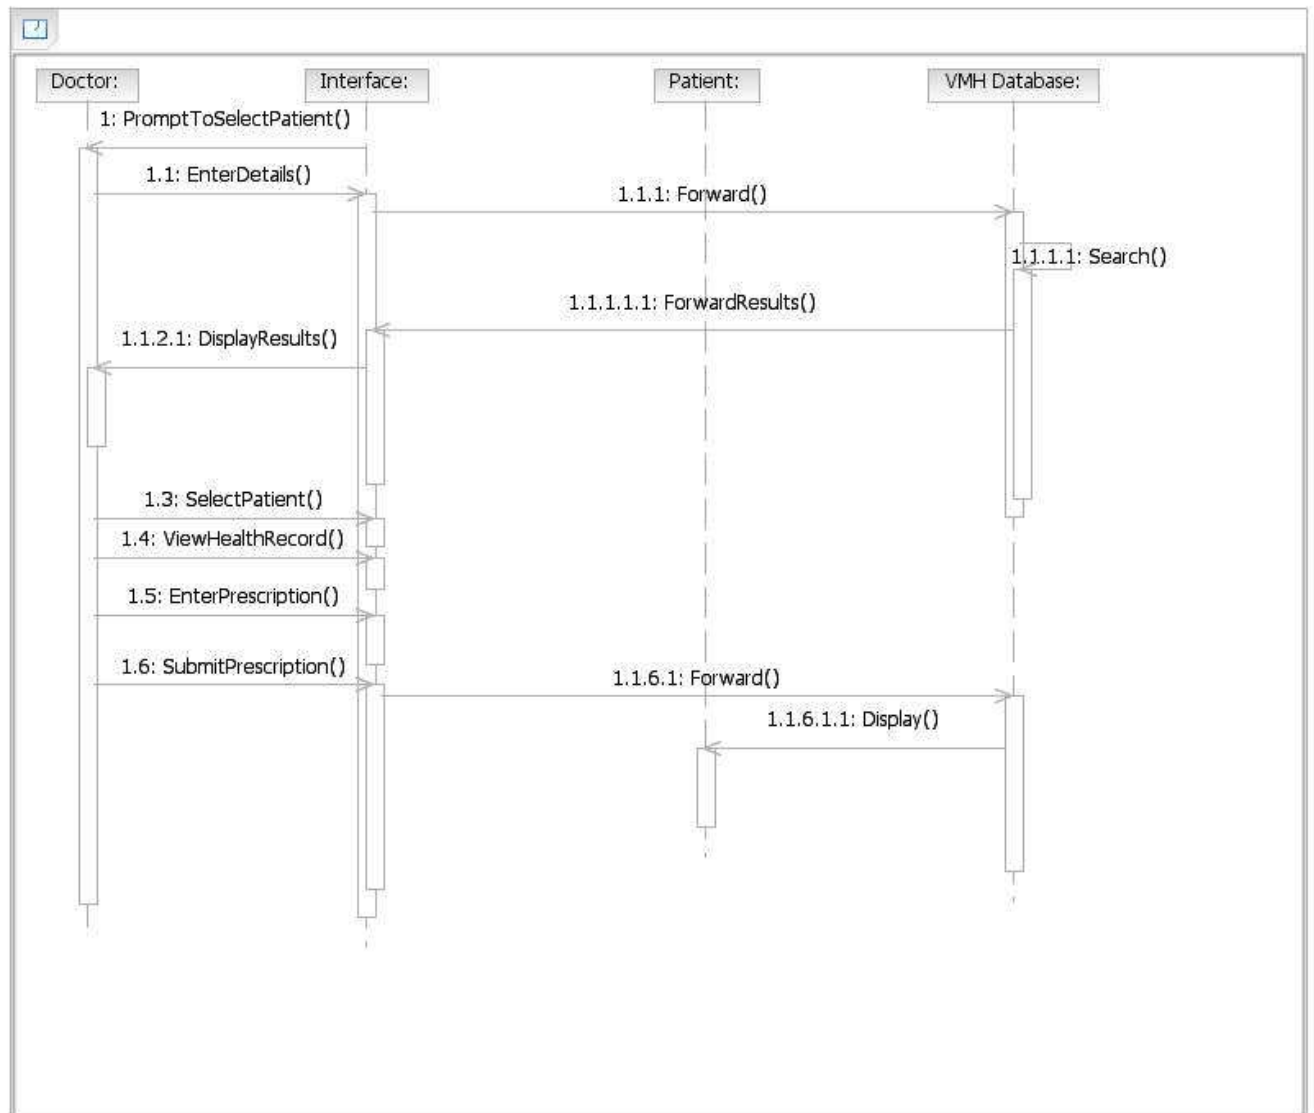 Doctor:
Interface:
Patient:
VMH Database:
1: PromptToSelectPatient()
1.1: EnterDetails()
1.1.1: Forward()
1.1.1.1: Search()
1.1.1.1.1: ForwardResults()
1.1.2.1: DisplayResults()
1.3: SelectPatient()
1.4: ViewHealthRecord()
1.5: EnterPrescription()
1.6: SubmitPrescription()
1.1.6.1: Forward()
1.1.6.1.1: Display()